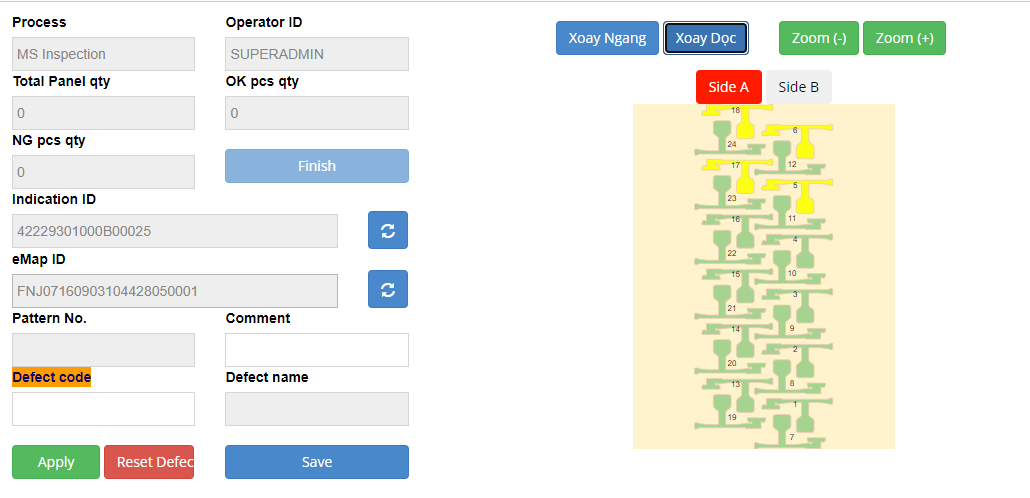 Process
Operator ID
MS Inspection
SUPERADMIN
Total Panel qty
OK pcs qty
0
0
NG pcs qty
0
Finish
Indication ID
42229301000B00025
eMap ID
FNJ07160903104428050001
Pattern No.
Comment
Defect code
Defect name
Apply
Reset Defec
Save
Xoay Ngang
Xoay Dọc
Zoom (-)
Zoom (+)
Side A
Side B
18
6
24
12
17
5
23
11
16
4
22
10
15
3
21
9
14
2
20
8
13
1
19
7